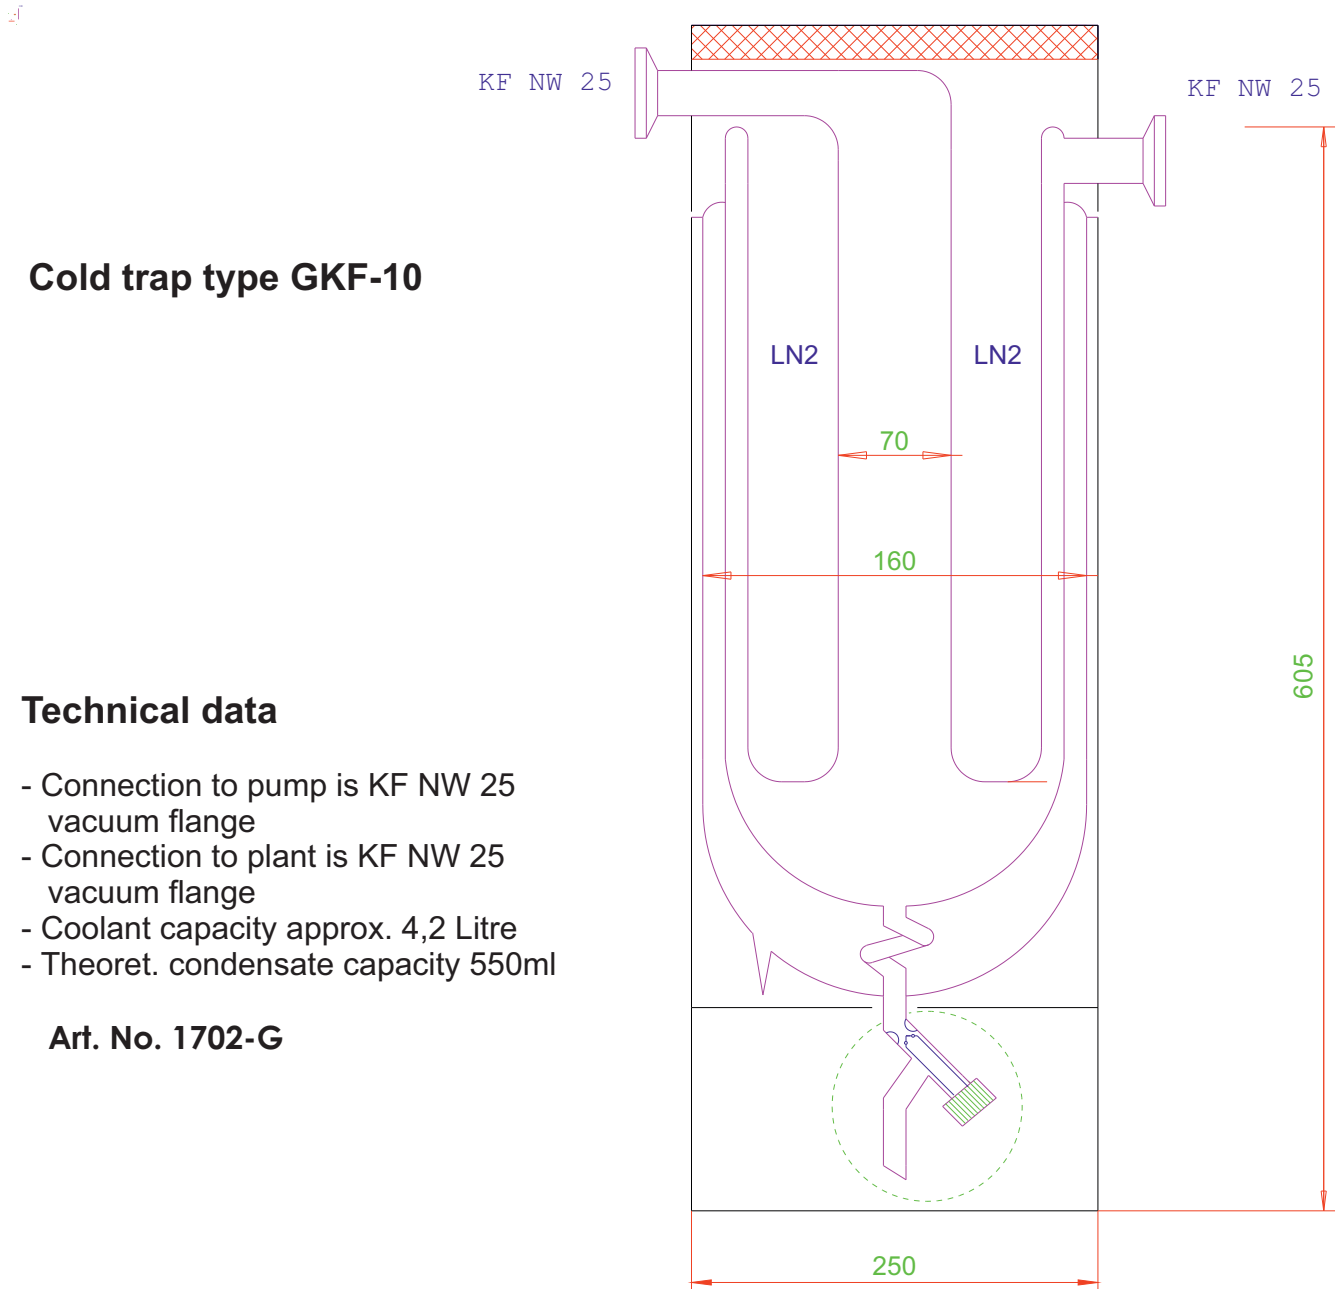 KF NW 25
KF NW 25
Cold trap type GKF-10
LN2
LN2
70
160
605
Technical data
- Connection to pump is KF NW 25
vacuum flange
- Connection to plant is KF NW 25
vacuum flange
- Coolant capacity approx. 4,2 Litre
- Theoret. condensate capacity 550ml
Art. No. 1702-G
250